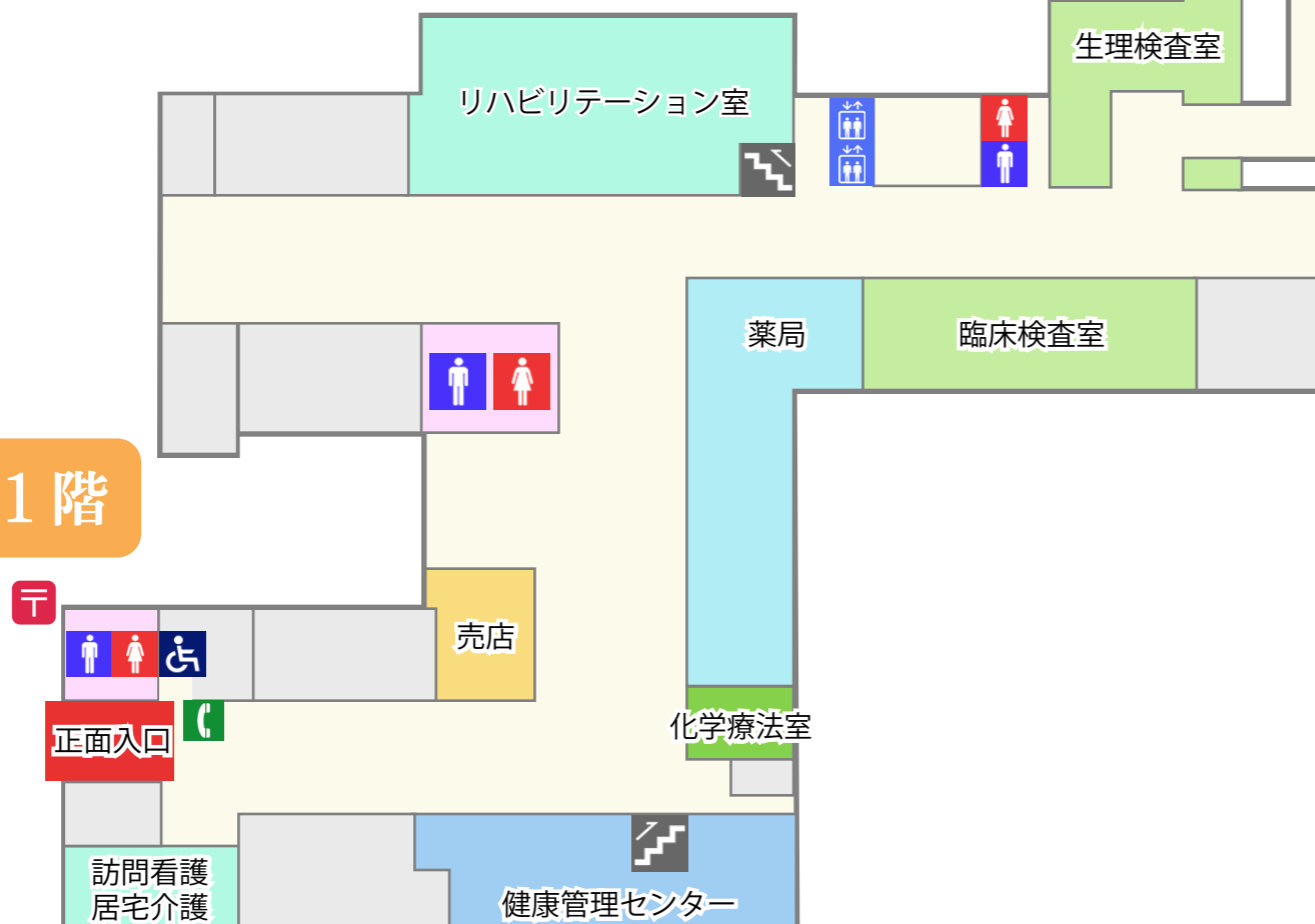 生理検査室
リハビリテーション室
薬局
臨床検査室
1階
〒
売店
正面入口
化学療法室
訪問看護
居宅介護
健康管理センター